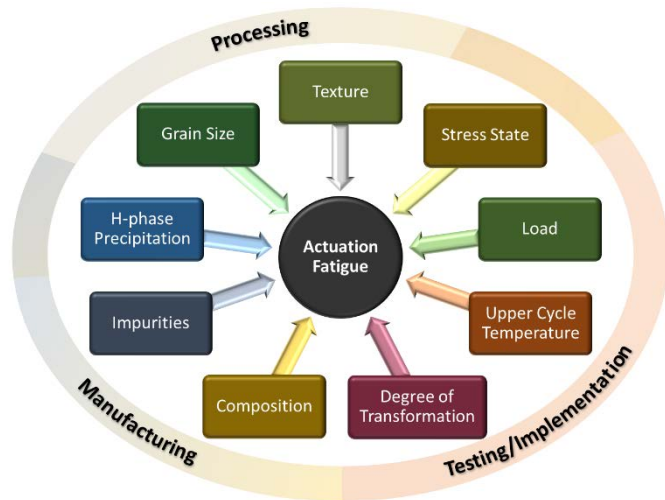 Processing
Texture
Grain Size
Stress State
H-phase
Precipitation
Actuation
Fatigue
Load
Impurities
Upper Cycle
Temperature
Composition
Degree of
Transformation
Manufacturing
Testing/Implementation